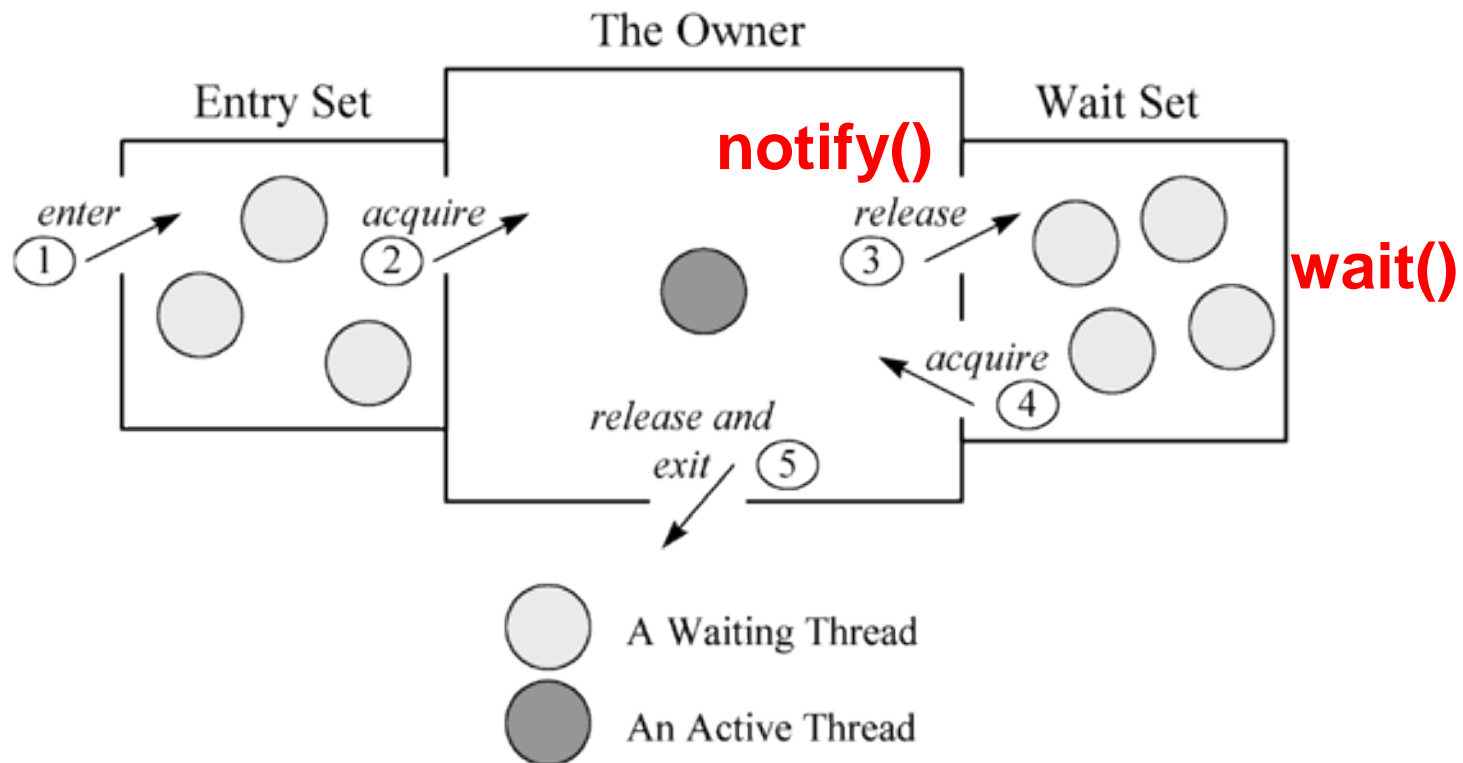 The Owner
Entry Set
Wait Set
notify()
enter
1
acquire
2
release
3
wait()
acquire
4
release and
exit
5
A Waiting Thread
An Active Thread